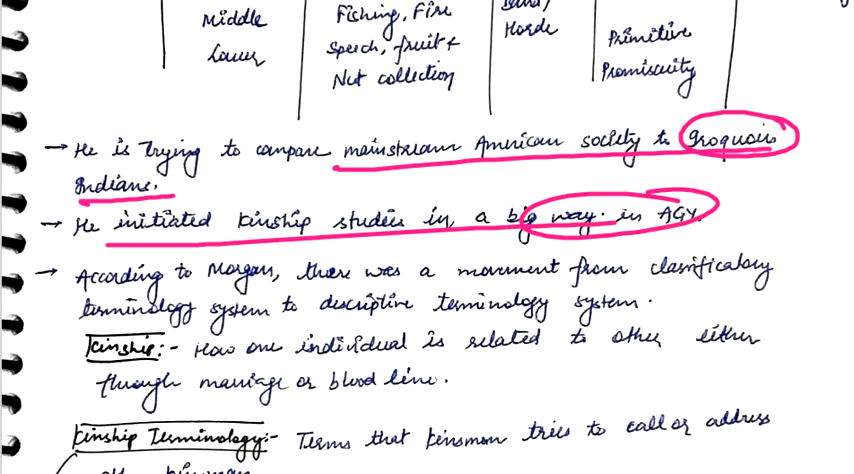 Middle
Lower
Fishing, Fire
Speech, fruit +
Nut collection
Horde
Primitive
Promiscuity
→ He is trying to compare mainstream American society to Iroquois
Indians.
→ He initiated kinship studies in a big way in AGY.
→ According to Morgan, there was a movement from classificatory
terminology system to descriptive terminology system.
Kinship:- How one individual is related to other either
through marriage or blood line.
Kinship Terminology:- Terms that kinsman tries to call or address